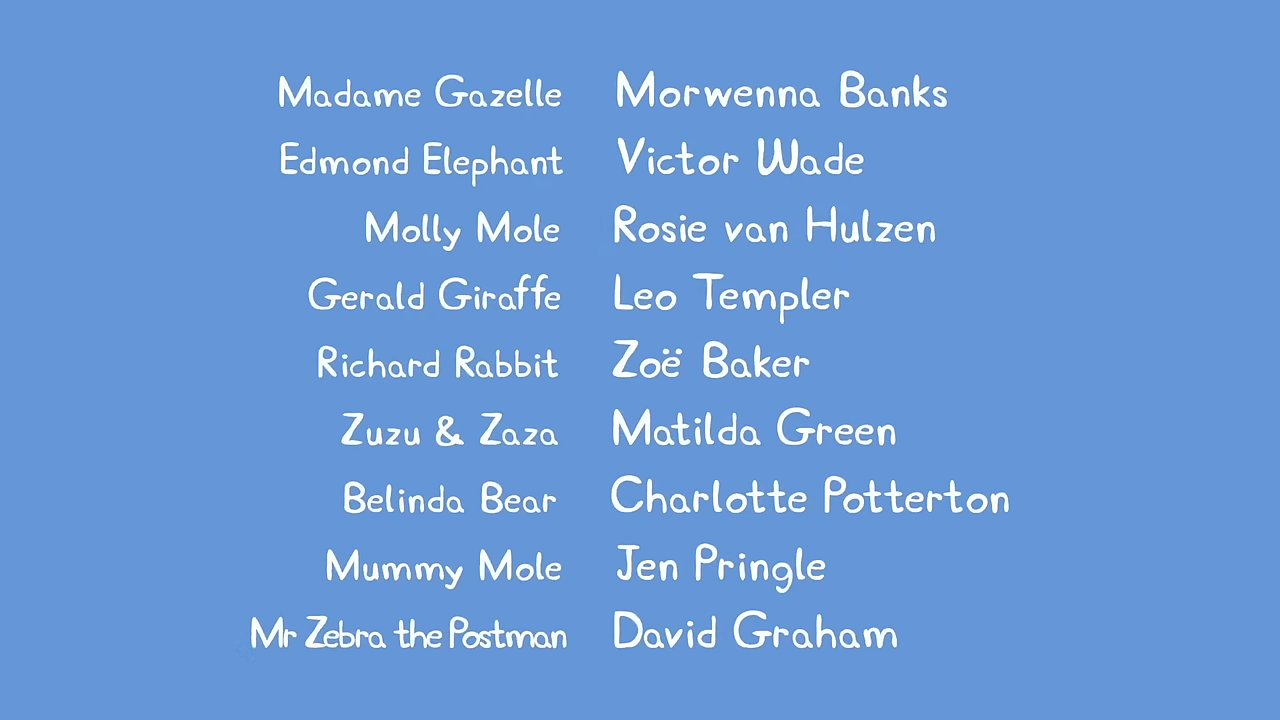 Madame Gazelle Morwenna Banks
Edmond Elephant Victor Wade
Molly Mole Rosie van Hulzen
Gerald Giraffe Leo Templer
Richard Rabbit Zoë Baker
Zuzu & Zaza Matilda Green
Belinda Bear Charlotte Potterton
Mummy Mole Jen Pringle
Mr Zebra the Postman David Graham